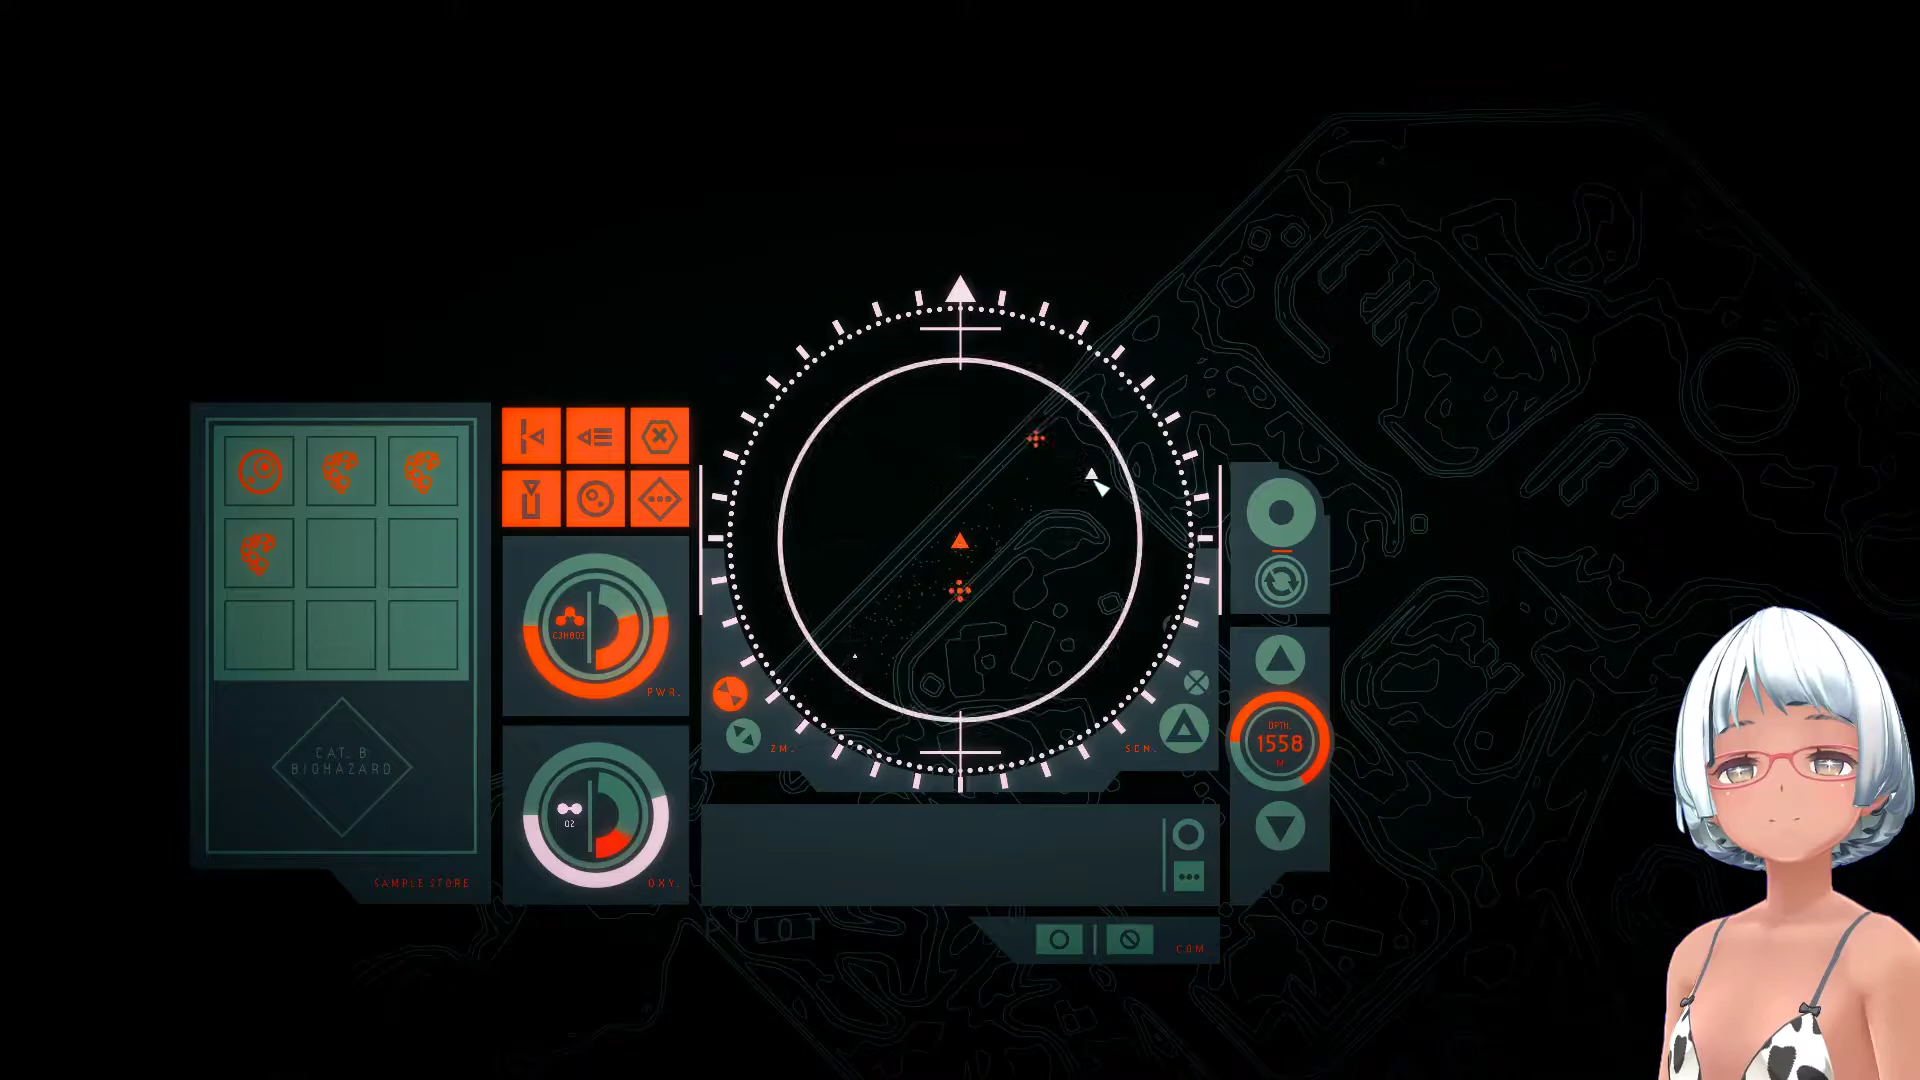 C3H8O3
PWR.
CAT. B
BIOHAZARD
SAMPLE STORE
O2
OXY.
ZM.
SCN.
DPTH.
1558
M
PILOT
COM